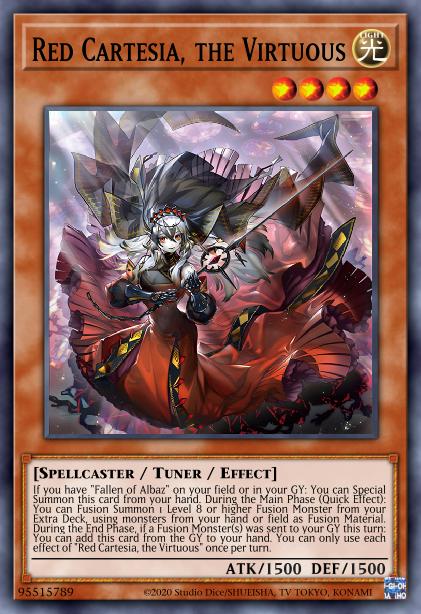 Red Cartesia, the Virtuous
LIGHT
光
[Spellcaster / Tuner / Effect]
If you have "Fallen of Albaz" on your field or in your GY: You can Special
Summon this card from your hand. During the Main Phase (Quick Effect):
You can Fusion Summon 1 Level 8 or higher Fusion Monster from your
Extra Deck, using monsters from your hand or field as Fusion Material.
During the End Phase, if a Fusion Monster(s) was sent to your GY this turn:
You can add this card from the GY to your hand. You can only use each
effect of "Red Cartesia, the Virtuous" once per turn.
ATK/1500 DEF/1500
95515789
©2020 Studio Dice/SHUEISHA, TV TOKYO, KONAMI